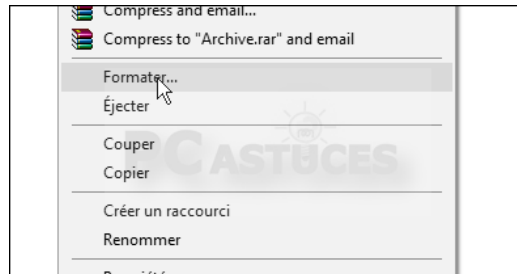 Compress and email...
Compress to "Archive.rar" and email
Formater...
Éjecter
PC ASTUCES
Couper
Copier
Créer un raccourci
Renommer